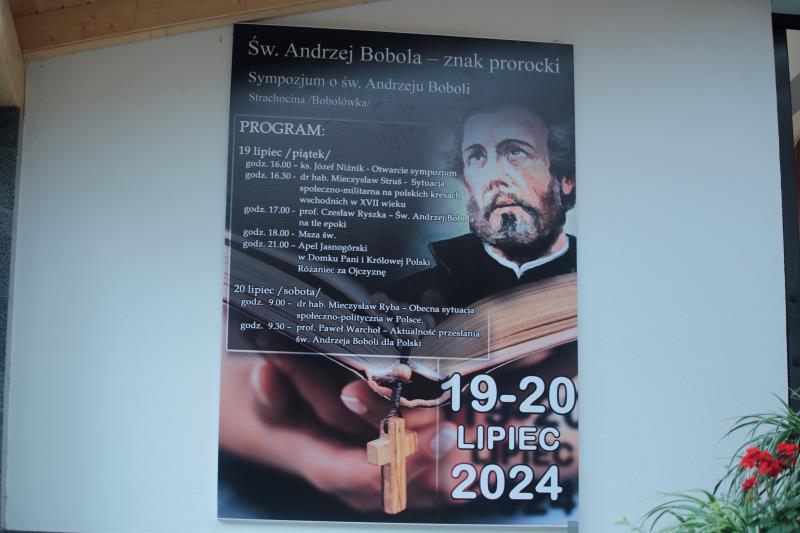 Św. Andrzej Bobola – znak prorocki
Sympozjum o św. Andrzeju Boboli
Strachocina /Bobolówka/
PROGRAM:
19 lipiec /piątek/
godz. 16.00 – ks. Józef Niżnik - Otwarcie sympozjum
godz. 16.30 – dr hab. Mieczysław Struś - Sytuacja
społeczno-militarna na polskich kresach
wschodnich w XVII wieku
godz. 17.00 – prof. Czesław Ryszka – Św. Andrzej Bobola
na tle epoki
godz. 18.00 – Msza św.
godz. 21.00 – Apel Jasnogórski
w Domku Pani i Królowej Polski
Różaniec za Ojczyznę
20 lipiec /sobota/
godz. 9.00 - dr hab. Mieczysław Ryba – Obecna sytuacja
społeczno-polityczna w Polsce.
godz. 9.30 – prof. Paweł Warchoł – Aktualność przesłania
św. Andrzeja Boboli dla Polski
19-20
LIPIEC
2024